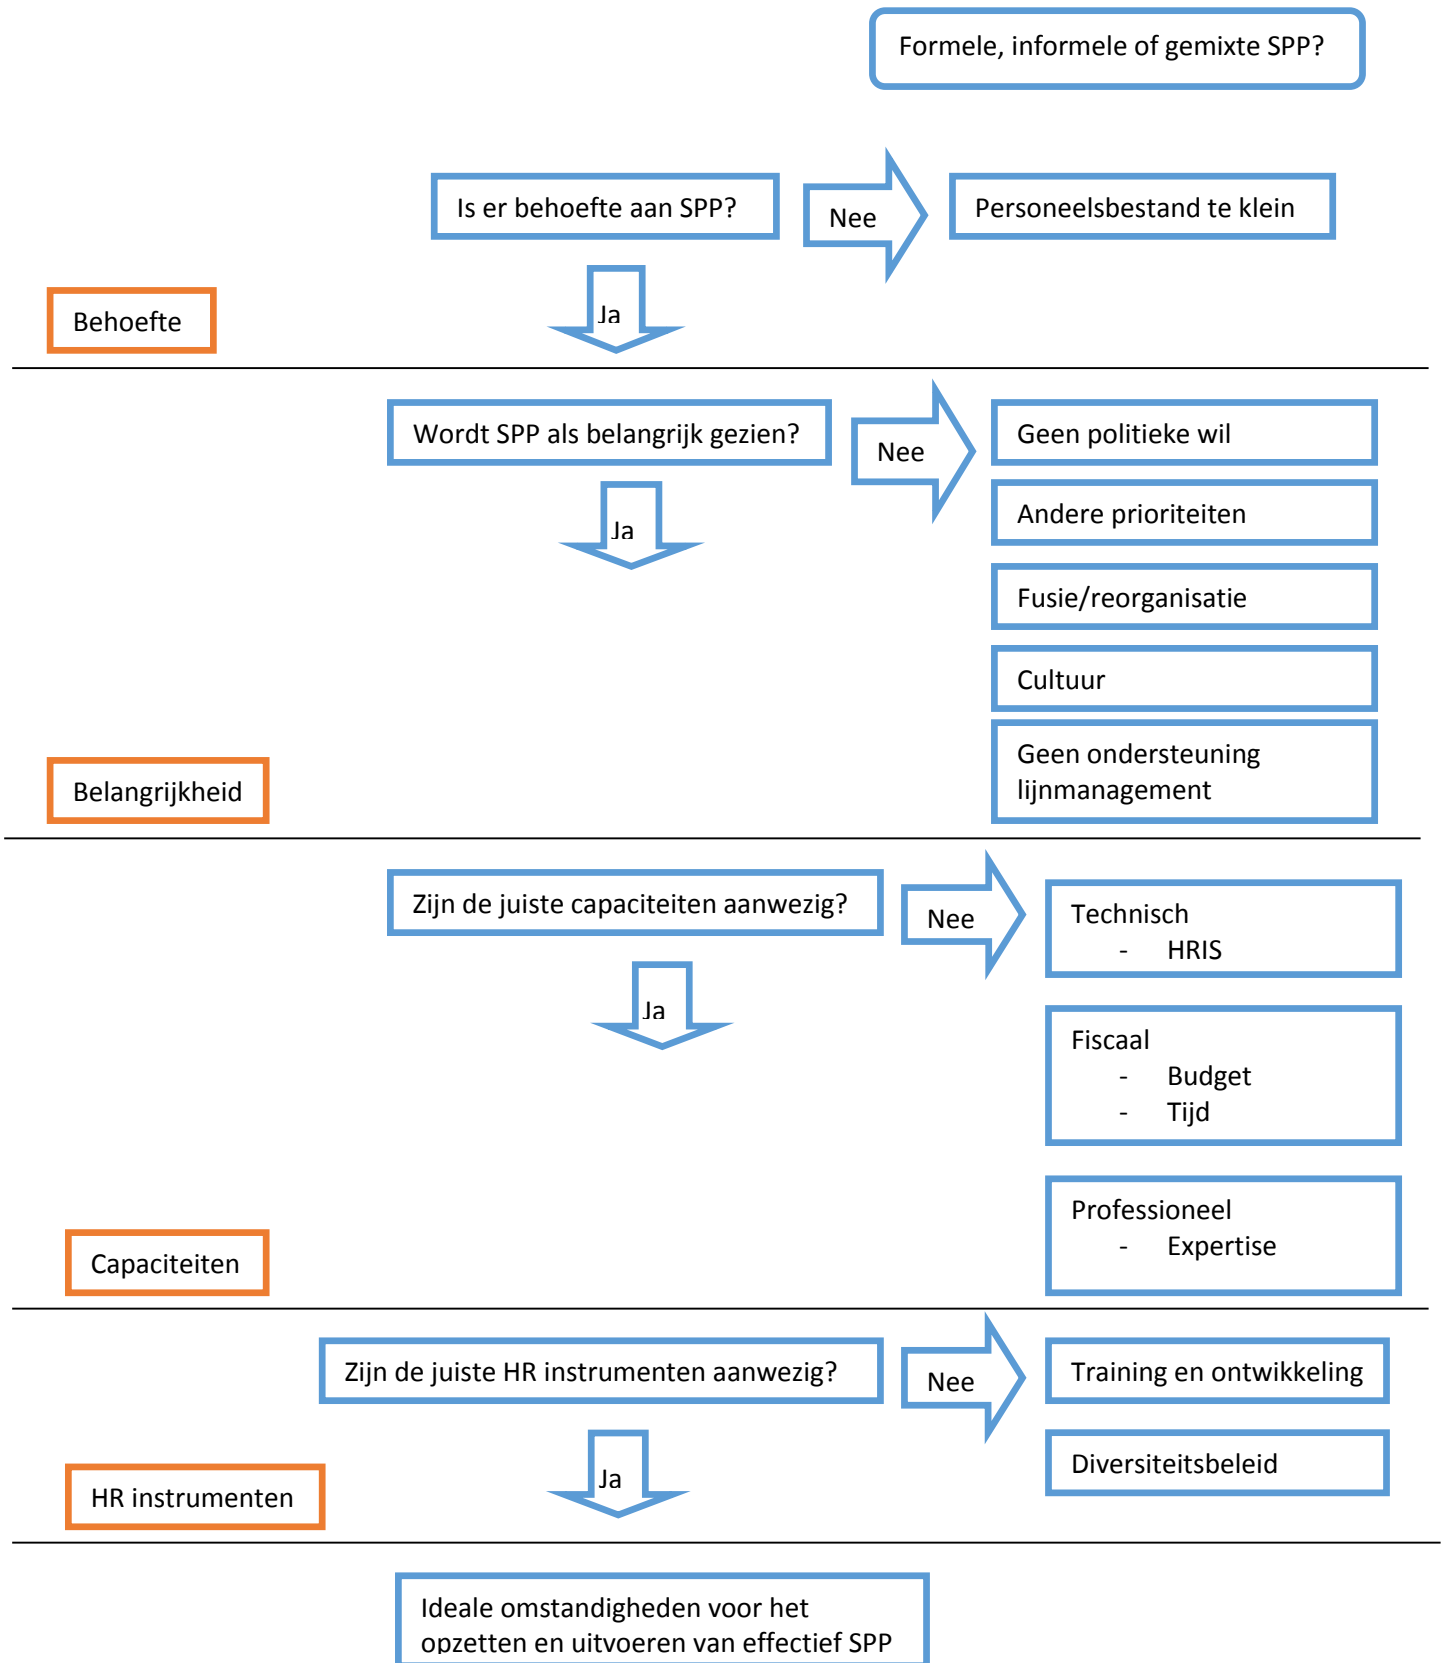 Formele, informele of gemixte SPP?
Is er behoefte aan SPP?
Nee
Personeelsbestand te klein
Ja
Behoefte
Wordt SPP als belangrijk gezien?
Nee
Geen politieke wil
Andere prioriteiten
Ja
Fusie/reorganisatie
Cultuur
Geen ondersteuning
lijnmanagement
Belangrijkheid
Zijn de juiste capaciteiten aanwezig?
Nee
Technisch
- HRIS
Ja
Fiscaal
- Budget
- Tijd
Professioneel
- Expertise
Capaciteiten
Zijn de juiste HR instrumenten aanwezig?
Nee
Training en ontwikkeling
Diversiteitsbeleid
Ja
HR instrumenten
Ideale omstandigheden voor het
opzetten en uitvoeren van effectief SPP